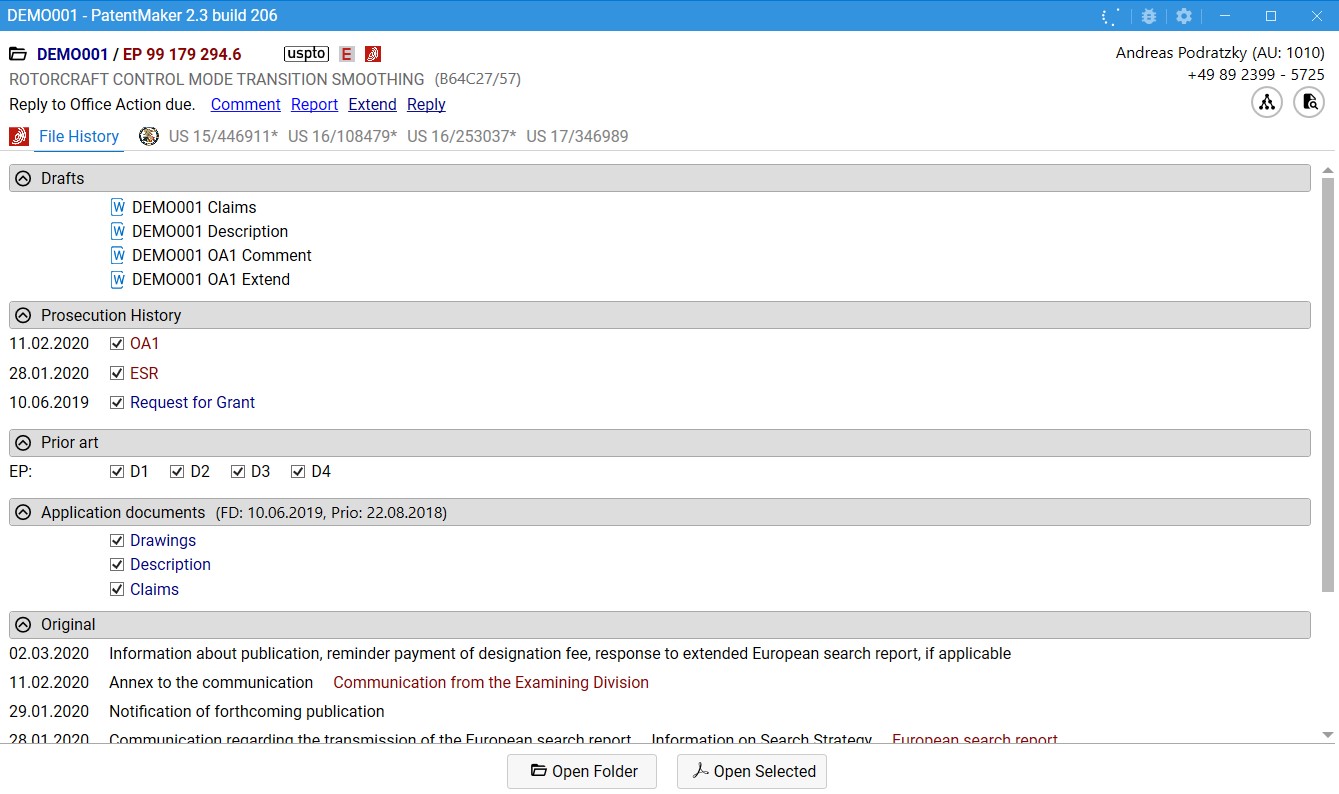 DEMO001 - PatentMaker 2.3 build 206
DEMO001 / EP 99 179 294.6 uspto E
Andreas Podratzky (AU: 1010)
ROTORCRAFT CONTROL MODE TRANSITION SMOOTHING (B64C27/57)
+49 89 2399 - 5725
Reply to Office Action due. Comment Report Extend Reply
File History US 15/446911* US 16/108479* US 16/253037* US 17/346989
Drafts
W DEMO001 Claims
W DEMO001 Description
W DEMO001 OA1 Comment
W DEMO001 OA1 Extend
Prosecution History
11.02.2020 OA1
28.01.2020 ESR
10.06.2019 Request for Grant
Prior art
EP: D1 D2 D3 D4
Application documents (FD: 10.06.2019, Prio: 22.08.2018)
Drawings
Description
Claims
Original
02.03.2020 Information about publication, reminder payment of designation fee, response to extended European search report, if applicable
11.02.2020 Annex to the communication Communication from the Examining Division
29.01.2020 Notification of forthcoming publication
28.01.2020 Communication regarding the transmission of the European search report Information on Search Strategy European search report
Open Folder Open Selected